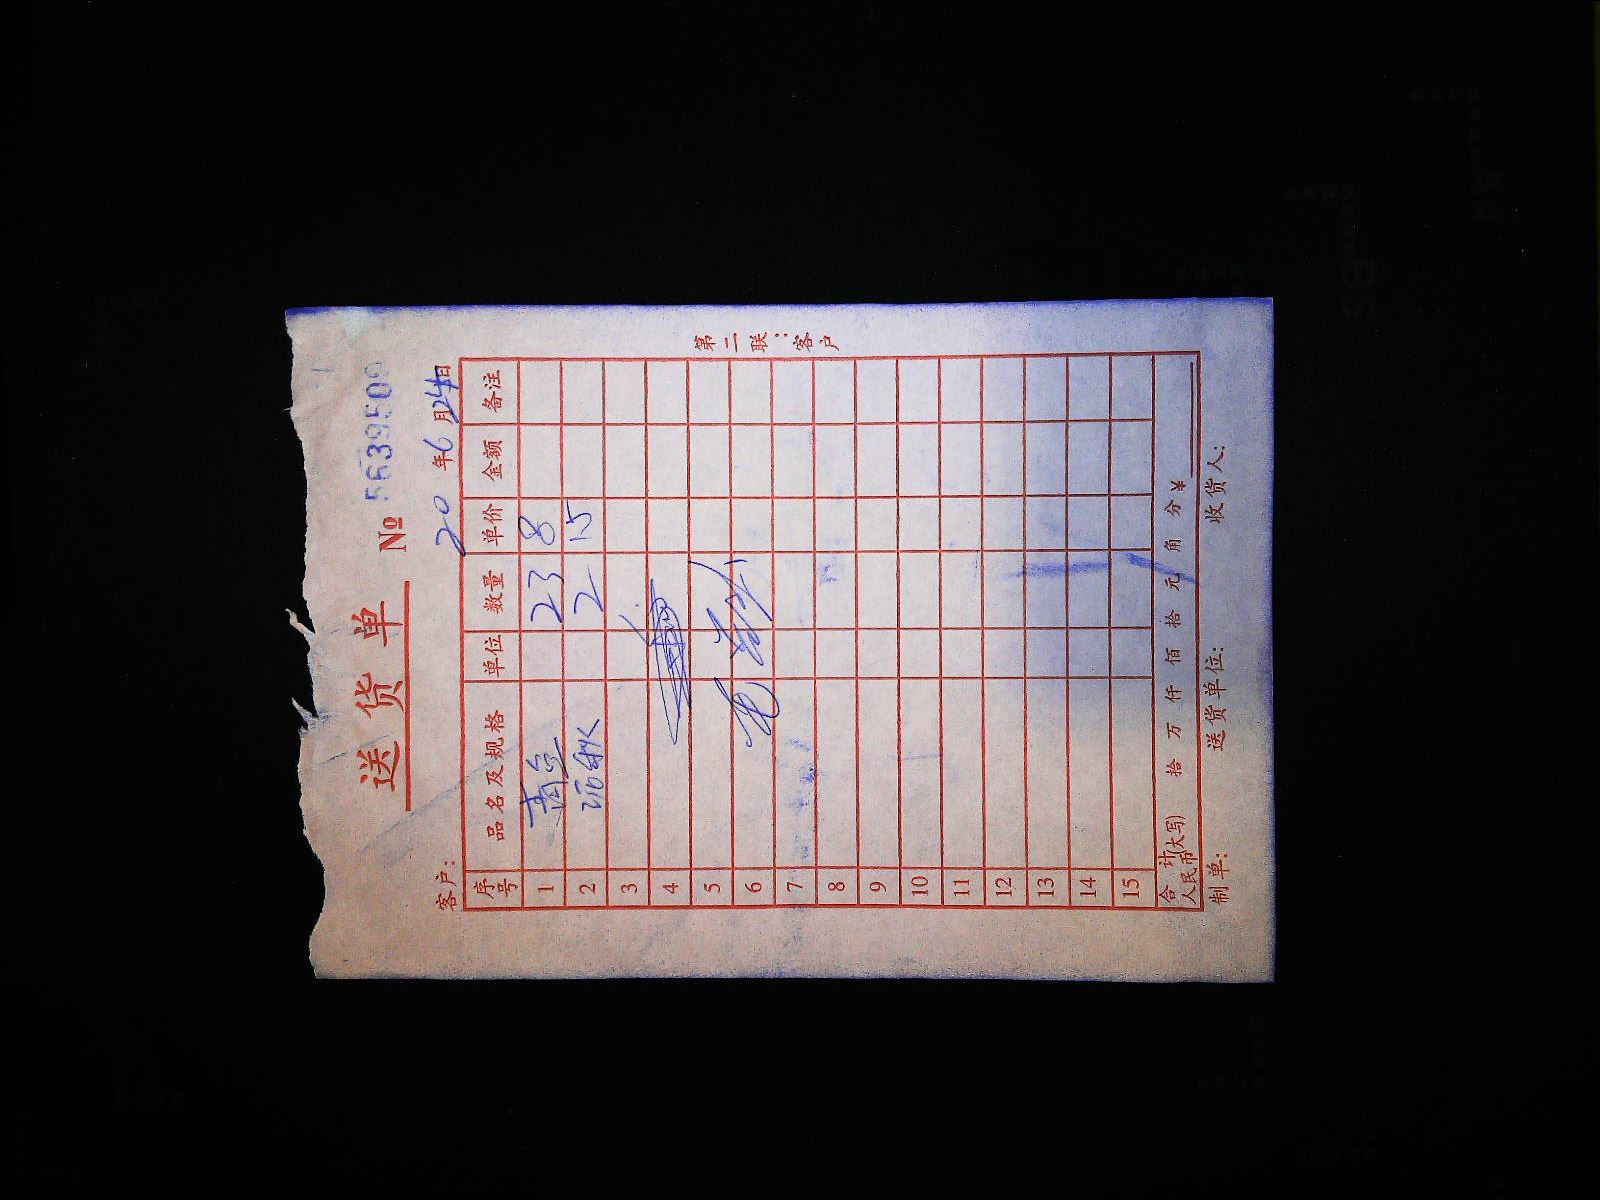 送货单 № 5639509
客户: 20 年 6 月 24 日
序号 品名及规格 单位 数量 单价 金额 备注
1 23 8
2 西秋 2 15
3
4
5
6
7
8
9
10
11
12
13
14
15
合计人民币(大写) 拾 万 仟 佰 拾 元 角 分 ¥
制单: 送货单位: 收货人:
第二联:客户